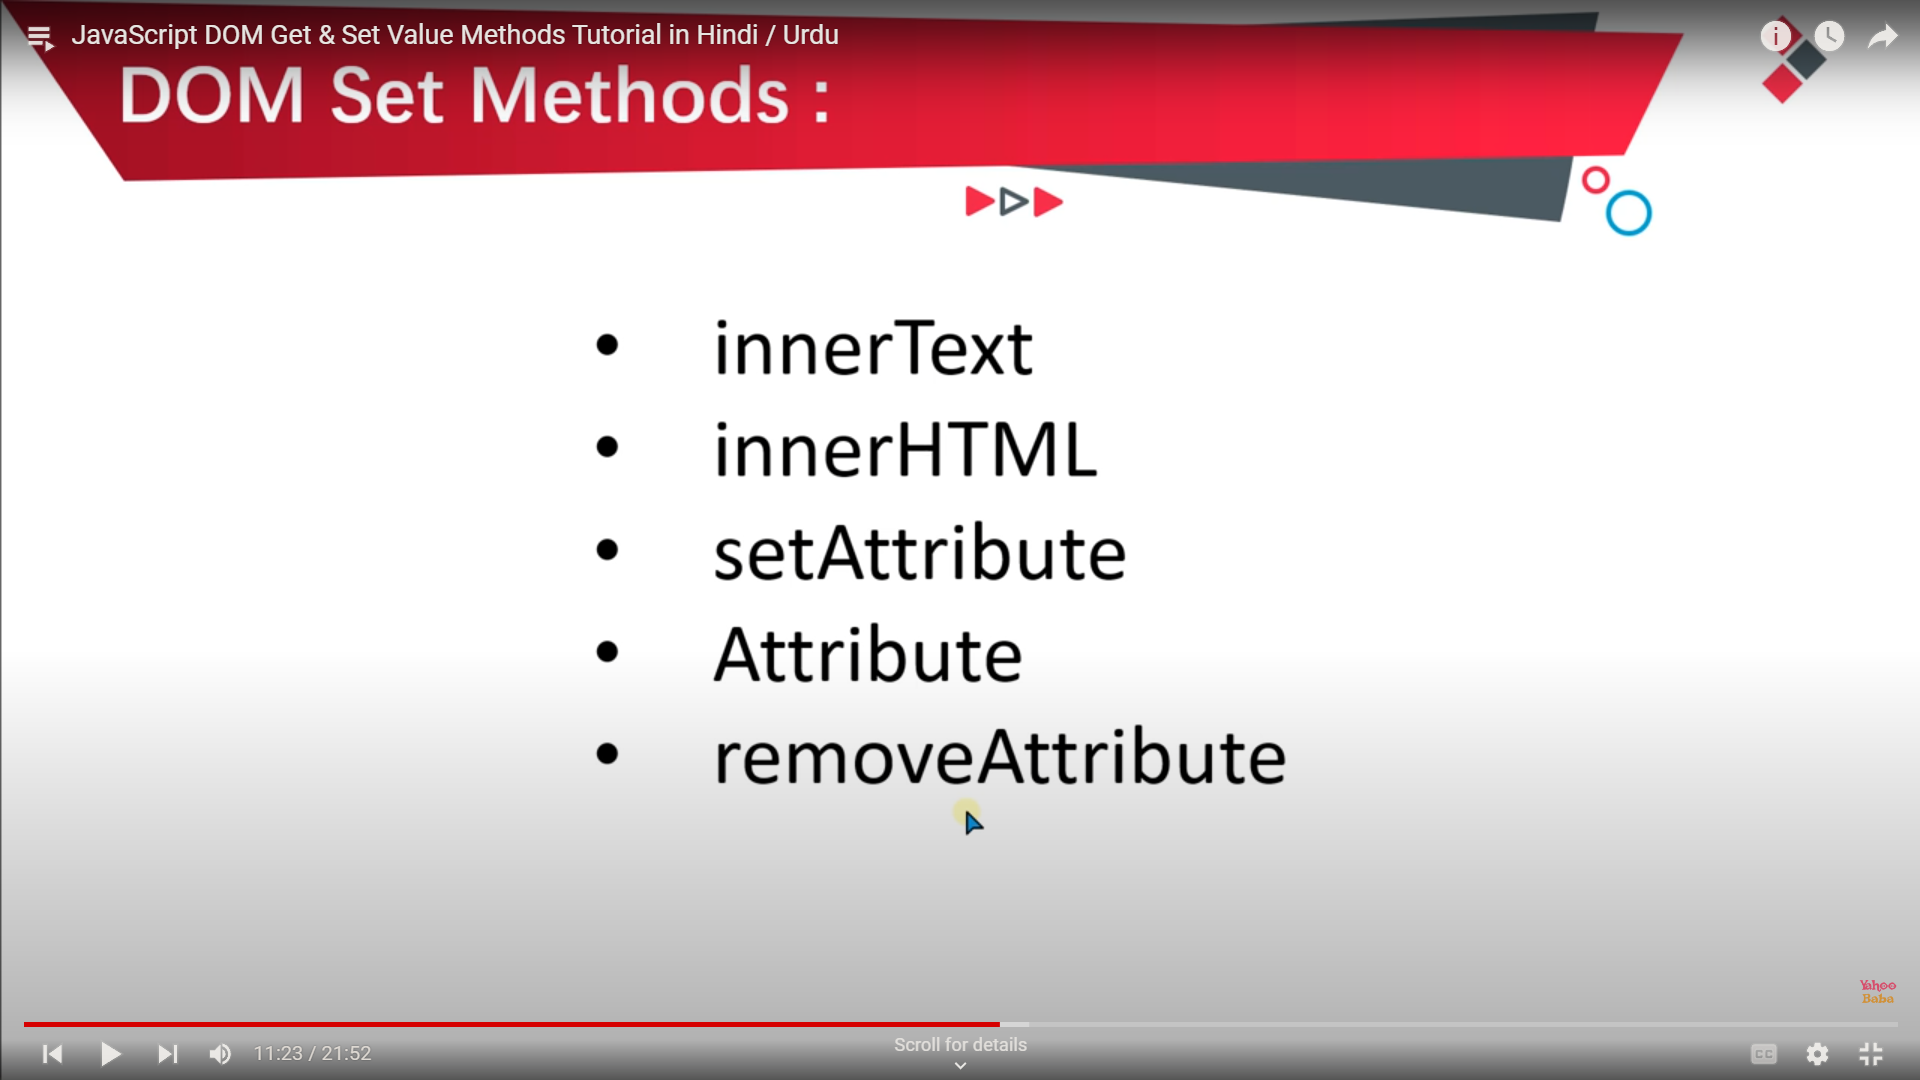 JavaScript DOM Get & Set Value Methods Tutorial in Hindi / Urdu
DOM Set Methods :
• innerText
• innerHTML
• setAttribute
• Attribute
• removeAttribute
Yahoo
Baba
Scroll for details
11:23 / 21:52
CC